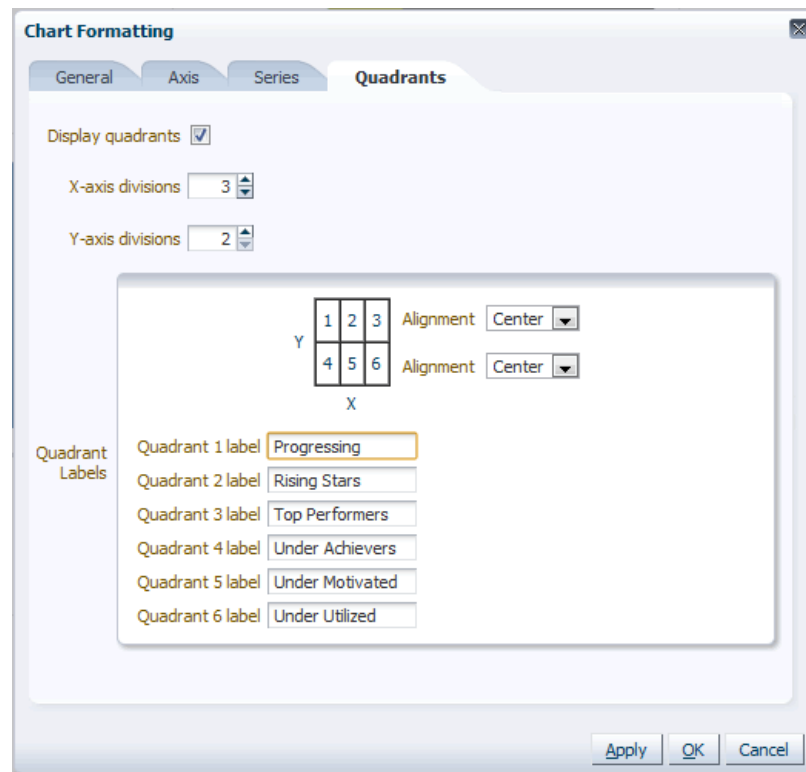 Chart Formatting
General Axis Series Quadrants
Display quadrants
X-axis divisions 3
Y-axis divisions 2
1 2 3 Alignment Center
Y
4 5 6 Alignment Center
X
Quadrant Labels
Quadrant 1 label Progressing
Quadrant 2 label Rising Stars
Quadrant 3 label Top Performers
Quadrant 4 label Under Achievers
Quadrant 5 label Under Motivated
Quadrant 6 label Under Utilized
Apply OK Cancel